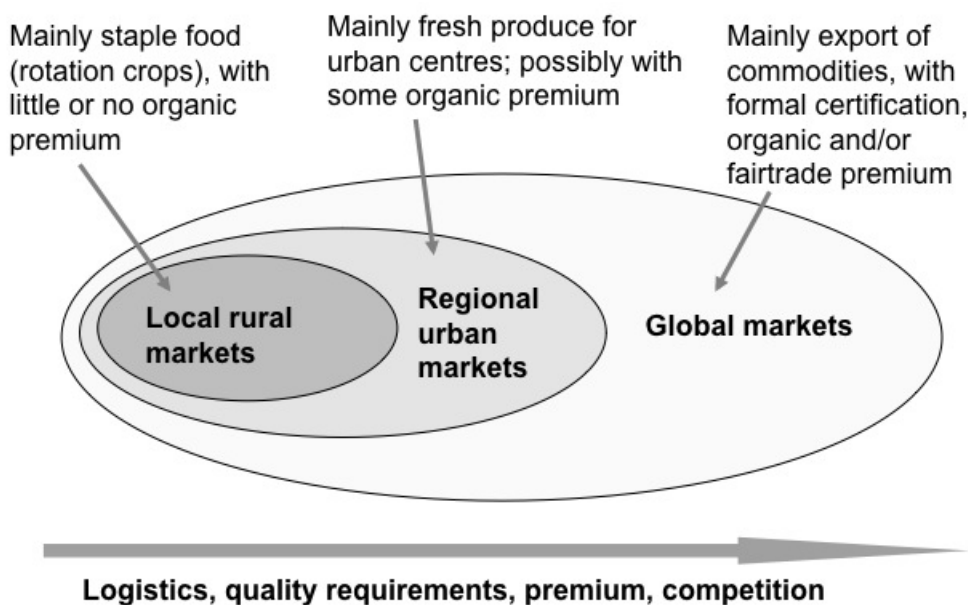 Mainly staple food
(rotation crops), with
little or no organic
premium
Mainly fresh produce for
urban centres; possibly with
some organic premium
Mainly export of
commodities, with
formal certification,
organic and/or
fairtrade premium
Local rural
markets
Regional
urban
markets
Global markets
Logistics, quality requirements, premium, competition